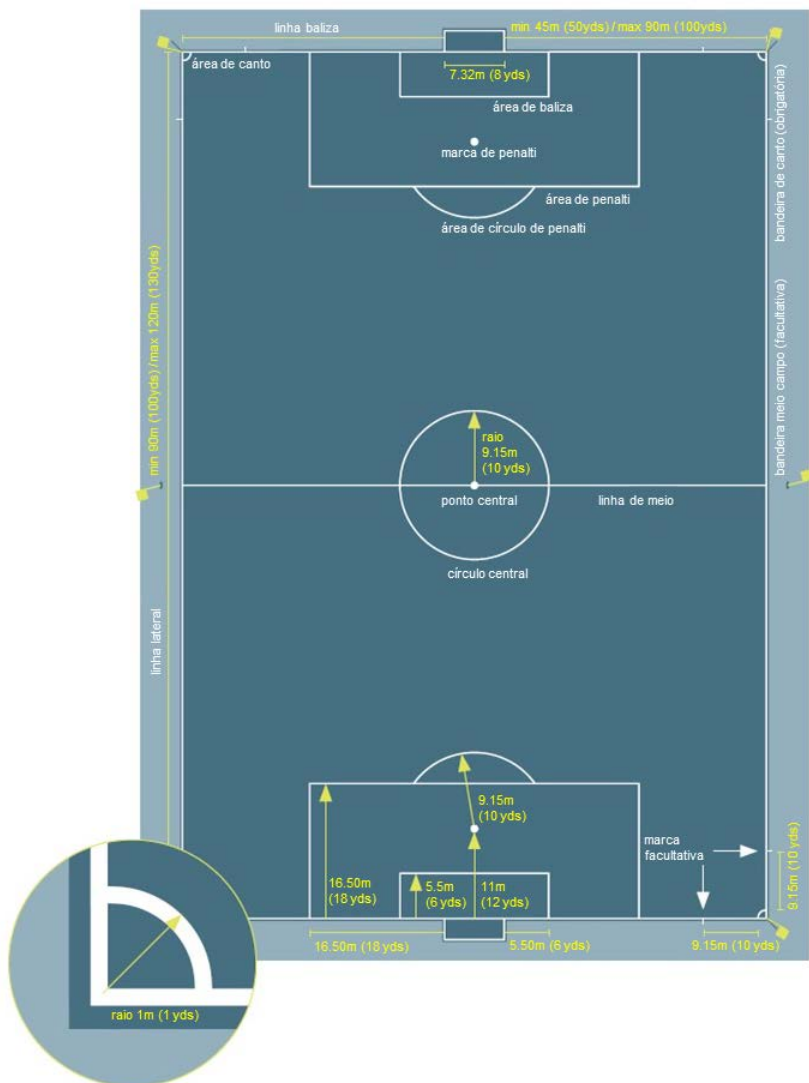 linha baliza
min 45m (50yds) / max 90m (100yds)
área de canto
7.32m (8 yds)
área de baliza
marca de penalti
área de penalti
área de círculo de penalti
bandeira de canto (obrigatória)
min 90m (100yds) / max 120m (130yds)
bandeira meio campo (facultativa)
raio
9.15m
(10 yds)
ponto central
linha de meio
círculo central
linha lateral
9.15m
(10 yds)
marca
facultativa
16.50m
(18 yds)
5.5m
(6 yds)
11m
(12 yds)
9.15m (10 yds)
16.50m (18 yds)
5.50m (6 yds)
9.15m (10 yds)
raio 1m (1 yds)